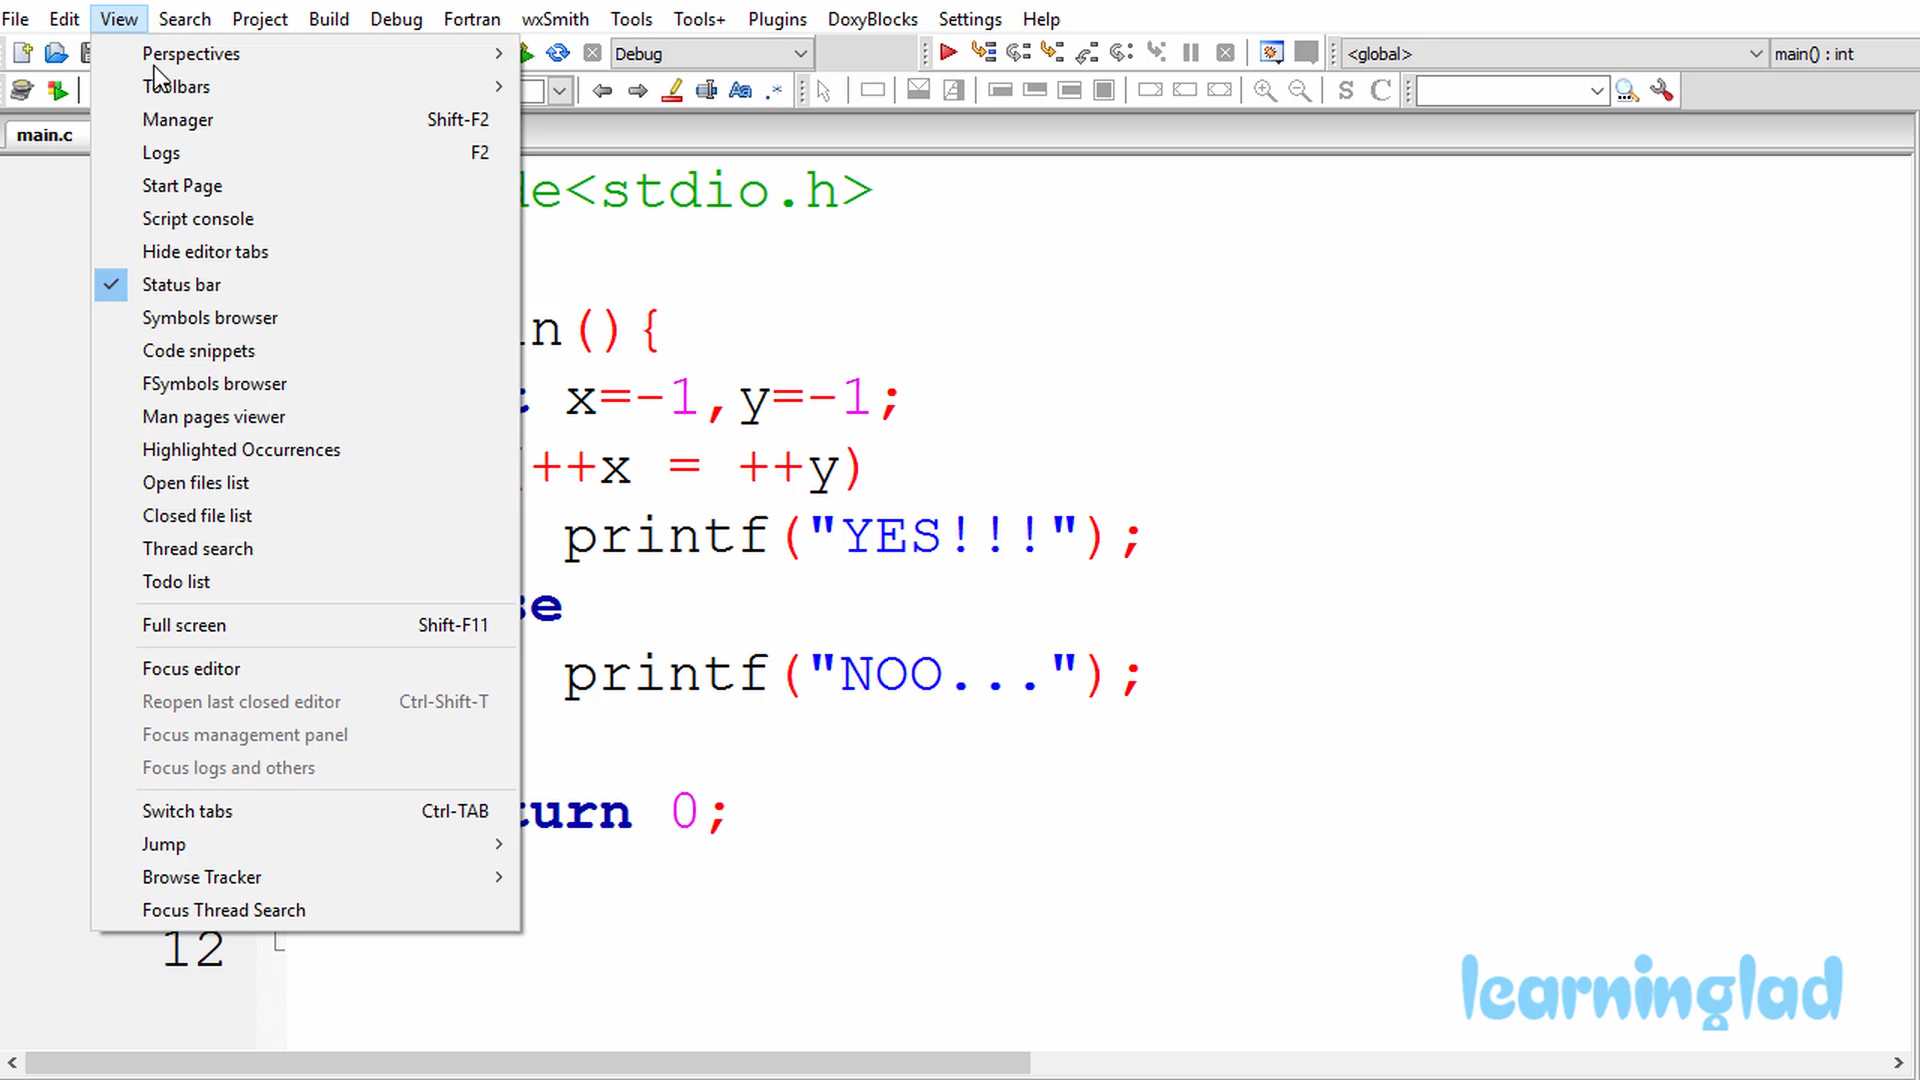 File Edit View Search Project Build Debug Fortran wxSmith Tools Tools+ Plugins DoxyBlocks Settings Help
Perspectives
Debug
<global>
main() : int
Toolbars
Manager Shift-F2
main.c
Logs F2
Start Page
de<stdio.h>
Script console
Hide editor tabs
Status bar
Symbols browser
n(){
Code snippets
FSymbols browser
x=-1,y=-1;
Man pages viewer
Highlighted Occurrences
++x = ++y)
Open files list
Closed file list
printf("YES!!!");
Thread search
Todo list
se
Full screen Shift-F11
Focus editor
printf("NOO...");
Reopen last closed editor Ctrl-Shift-T
Focus management panel
Focus logs and others
Switch tabs Ctrl-TAB
turn 0;
Jump
Browse Tracker
Focus Thread Search
12
learninglad